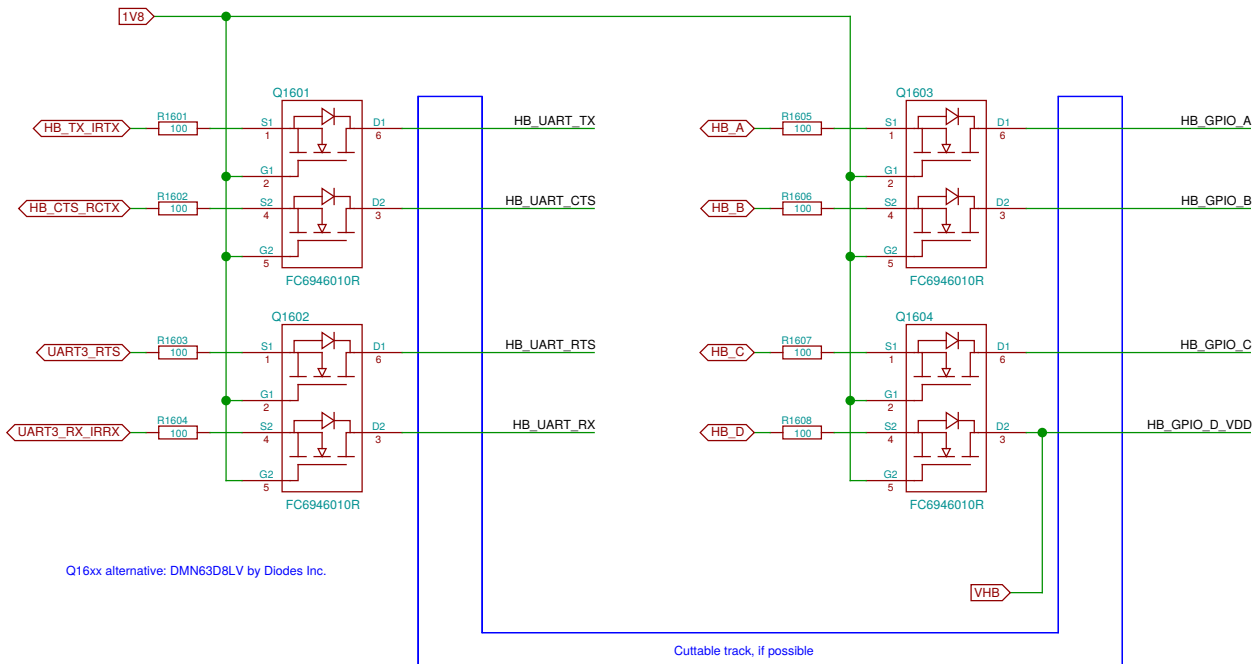 1V8
Q1601
HB_TX_IRTX
R1601
100
S1
1
D1
6
HB_UART_TX
G1
2
HB_CTS_RCTX
R1602
100
S2
4
D2
3
HB_UART_CTS
G2
5
FC6946010R
Q1602
UART3_RTS
R1603
100
S1
1
D1
6
HB_UART_RTS
G1
2
UART3_RX_IRRX
R1604
100
S2
4
D2
3
HB_UART_RX
G2
5
FC6946010R
Q1603
HB_A
R1605
100
S1
1
D1
6
HB_GPIO_A
G1
2
HB_B
R1606
100
S2
4
D2
3
HB_GPIO_B
G2
5
FC6946010R
Q1604
HB_C
R1607
100
S1
1
D1
6
HB_GPIO_C
G1
2
HB_D
R1608
100
S2
4
D2
3
HB_GPIO_D_VDD
G2
5
FC6946010R
Q16xx alternative: DMN63D8LV by Diodes Inc.
VHB
Cuttable track, if possible